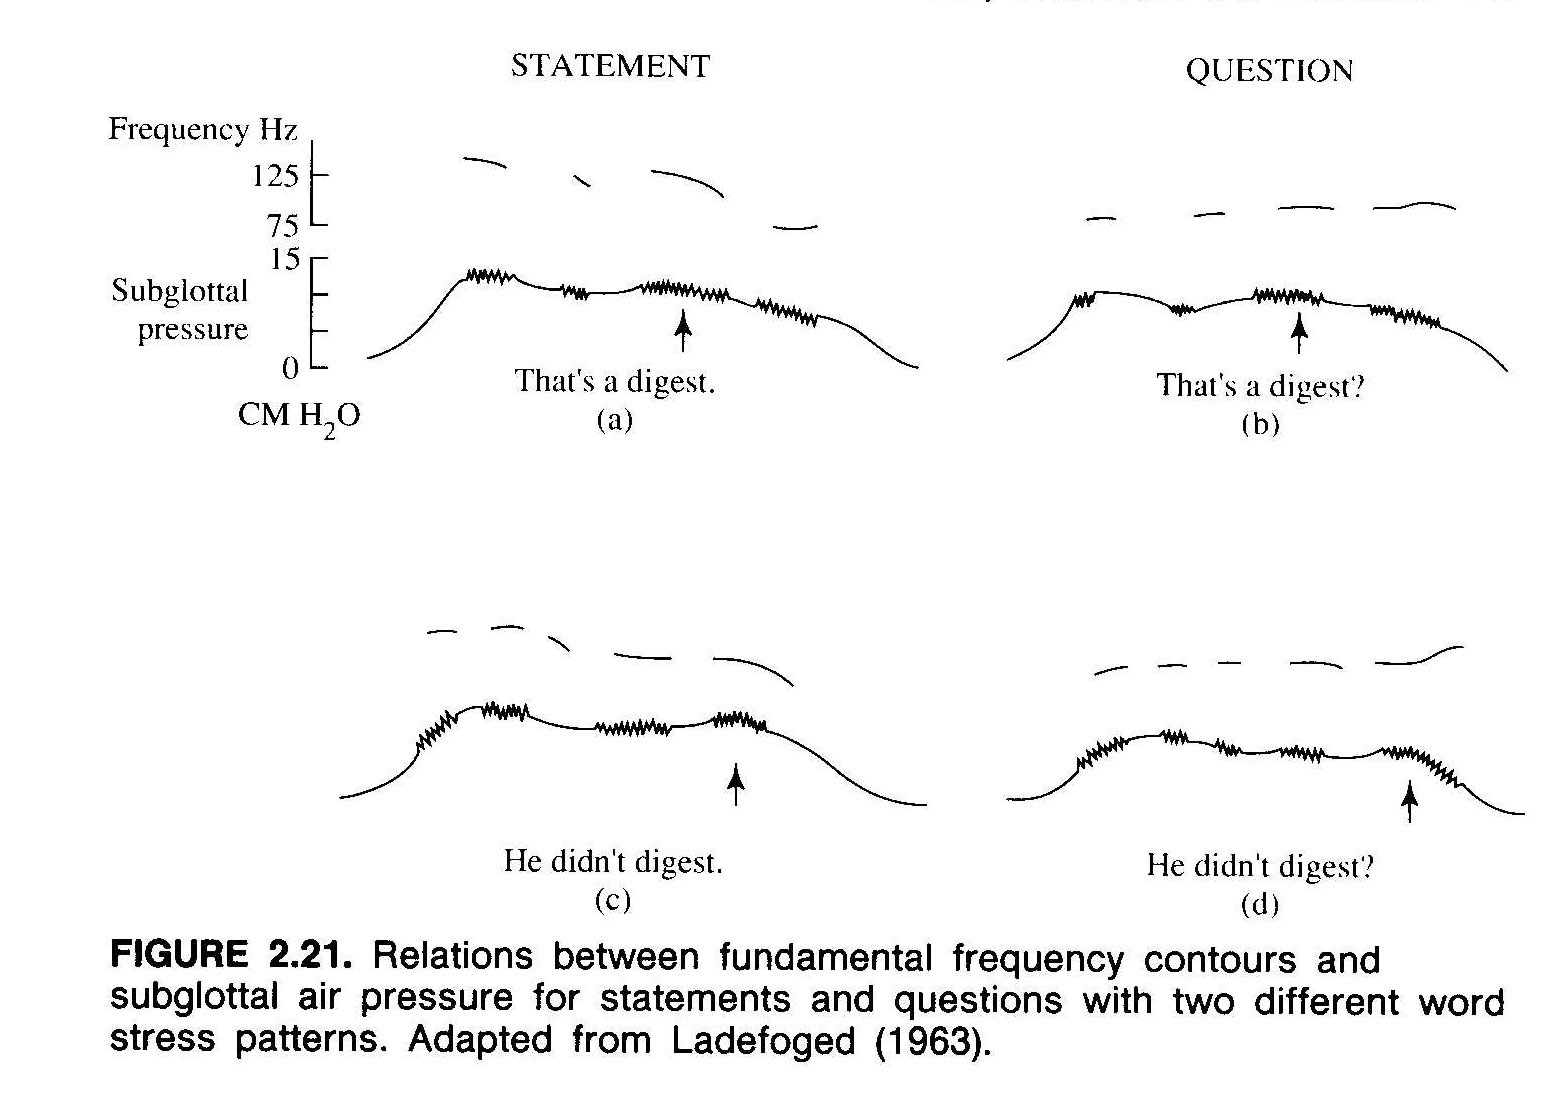 STATEMENT
QUESTION
Frequency Hz
125
75
15
Subglottal
pressure
0
CM H₂O
That's a digest.
(a)
That's a digest?
(b)
He didn't digest.
(c)
He didn't digest?
(d)
FIGURE 2.21. Relations between fundamental frequency contours and
subglottal air pressure for statements and questions with two different word
stress patterns. Adapted from Ladefoged (1963).